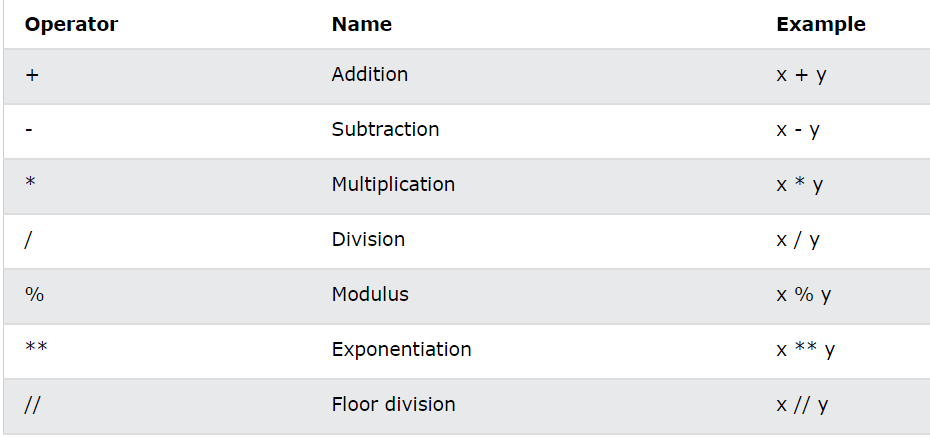 Operator Name Example
+ Addition x + y
- Subtraction x - y
* Multiplication x * y
/ Division x / y
% Modulus x % y
** Exponentiation x ** y
// Floor division x // y